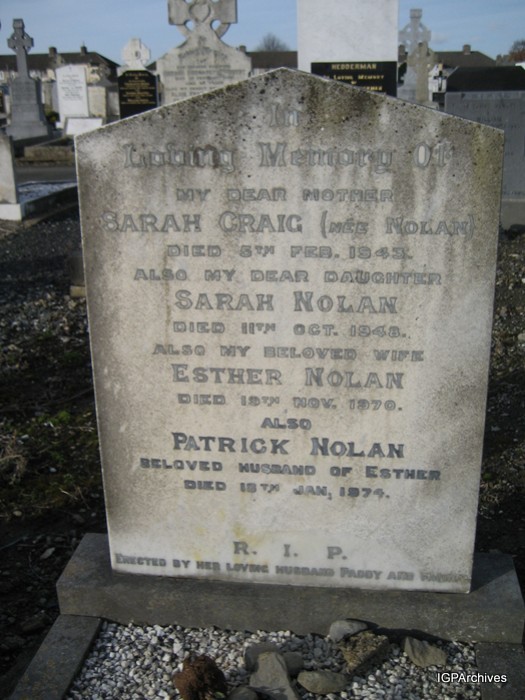 In
Loving Memory Of
MY DEAR MOTHER
SARAH CRAIG (NÉE NOLAN)
DIED 5TH FEB. 1943.
ALSO MY DEAR DAUGHTER
SARAH NOLAN
DIED 11TH OCT. 1948.
ALSO MY BELOVED WIFE
ESTHER NOLAN
DIED 19TH NOV. 1970.
ALSO
PATRICK NOLAN
BELOVED HUSBAND OF ESTHER
DIED 15TH JAN, 1974.
R. I. P.
ERECTED BY HER LOVING HUSBAND PADDY AND
HEDDERMAN
IGPArchives